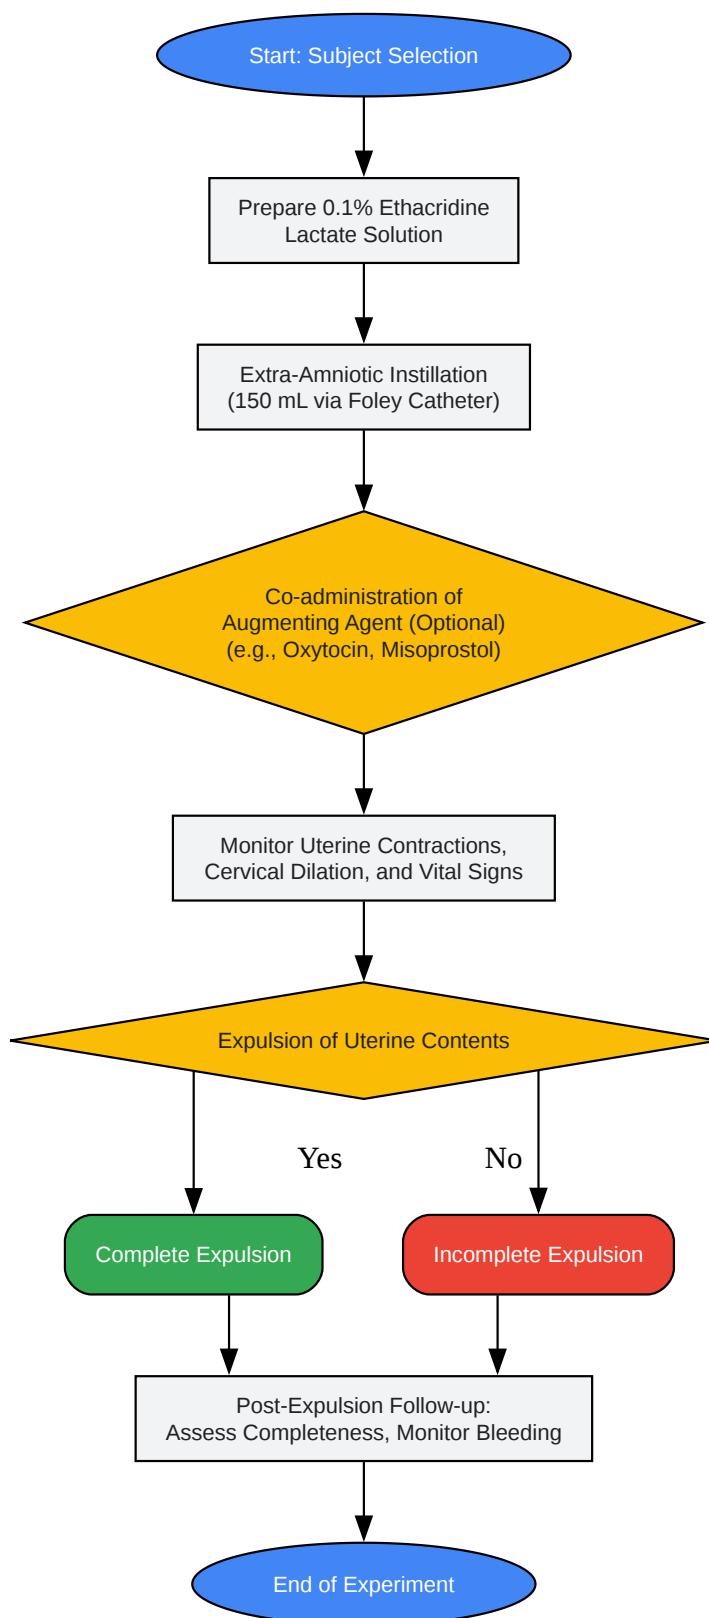 Start: Subject Selection
Prepare 0.1% Ethacridine
Lactate Solution
Extra-Amniotic Instillation
(150 mL via Foley Catheter)
Co-administration of
Augmenting Agent (Optional)
(e.g., Oxytocin, Misoprostol)
Monitor Uterine Contractions,
Cervical Dilation, and Vital Signs
Expulsion of Uterine Contents
Yes
No
Complete Expulsion
Incomplete Expulsion
Post-Expulsion Follow-up:
Assess Completeness, Monitor Bleeding
End of Experiment